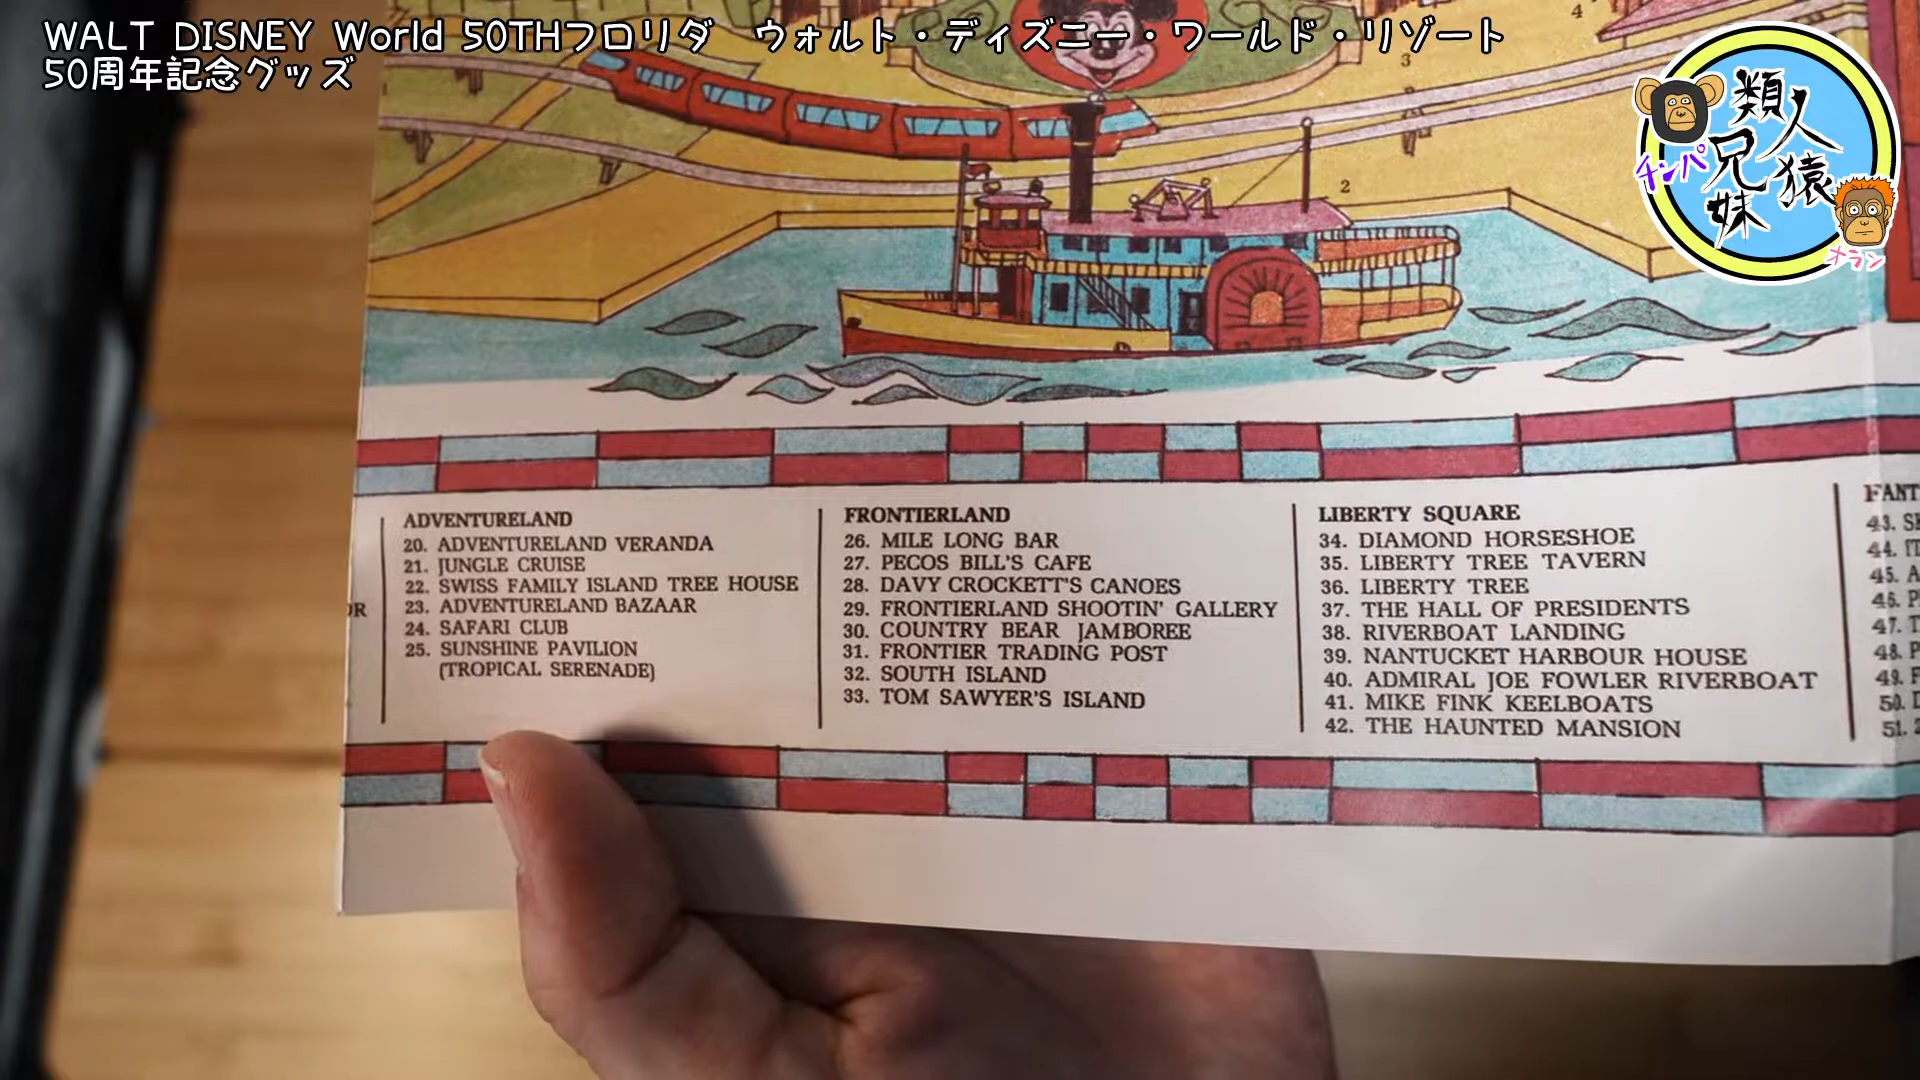 WALT DISNEY World 50THフロリダ　ウォルト・ディズニー・ワールド・リゾート
50周年記念グッズ
類人猿
兄妹
チンパ
オラン
4
3
2
ADVENTURELAND
20. ADVENTURELAND VERANDA
21. JUNGLE CRUISE
22. SWISS FAMILY ISLAND TREE HOUSE
23. ADVENTURELAND BAZAAR
24. SAFARI CLUB
25. SUNSHINE PAVILION
(TROPICAL SERENADE)
FRONTIERLAND
26. MILE LONG BAR
27. PECOS BILL'S CAFE
28. DAVY CROCKETT'S CANOES
29. FRONTIERLAND SHOOTIN' GALLERY
30. COUNTRY BEAR JAMBOREE
31. FRONTIER TRADING POST
32. SOUTH ISLAND
33. TOM SAWYER'S ISLAND
LIBERTY SQUARE
34. DIAMOND HORSESHOE
35. LIBERTY TREE TAVERN
36. LIBERTY TREE
37. THE HALL OF PRESIDENTS
38. RIVERBOAT LANDING
39. NANTUCKET HARBOUR HOUSE
40. ADMIRAL JOE FOWLER RIVERBOAT
41. MIKE FINK KEELBOATS
42. THE HAUNTED MANSION
FANT
43. SK
44.
45. A
46.
47.
48.
49. F
50.
51.